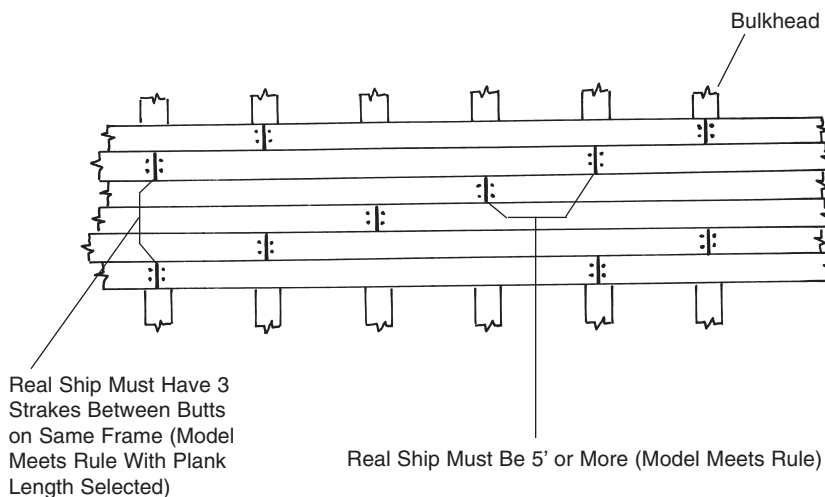 Bulkhead
Real Ship Must Have 3
Strakes Between Butts
on Same Frame (Model
Meets Rule With Plank
Length Selected)
Real Ship Must Be 5' or More (Model Meets Rule)